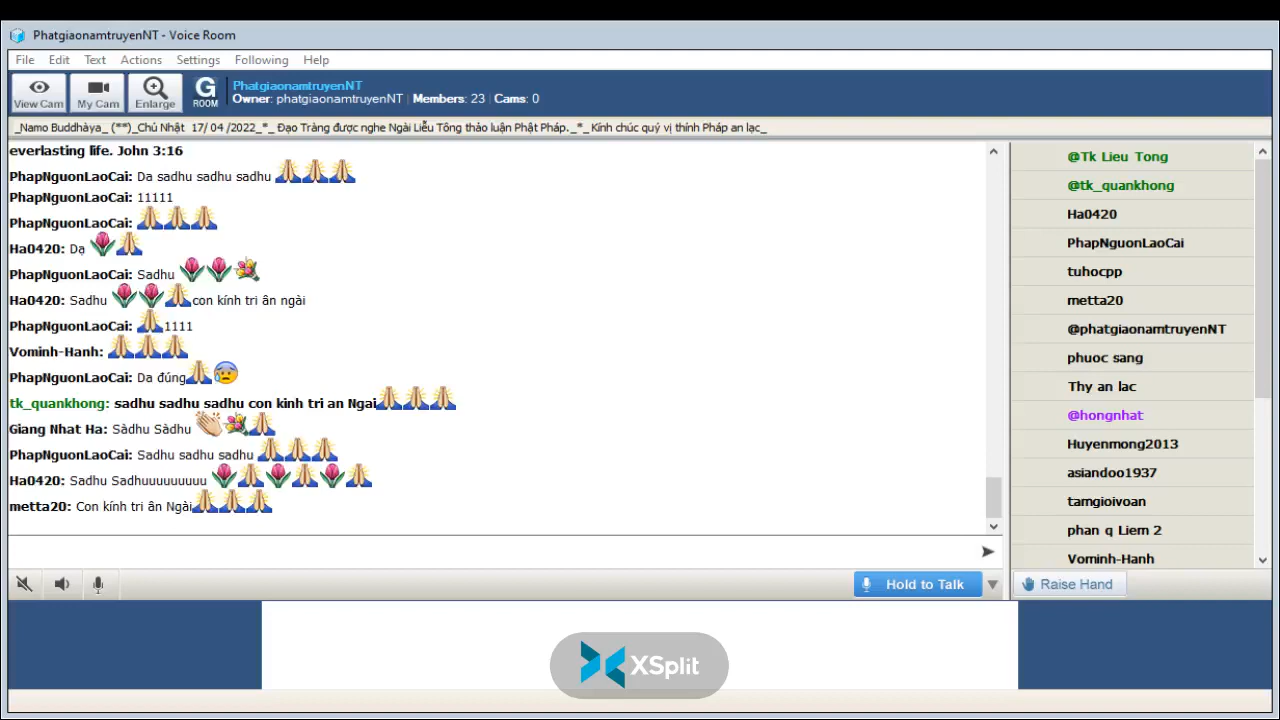 PhatgiaonamtruyenNT - Voice Room
File Edit Text Actions Settings Following Help
View Cam My Cam Enlarge G ROOM
PhatgiaonamtruyenNT
Owner: phatgiaonamtruyenNT | Members: 23 | Cams: 0
_Namo Buddhàya_ (**)_Chủ Nhật 17/ 04 /2022_*_ Đạo Tràng được nghe Ngài Liễu Tông thảo luận Phật Pháp._*_ Kính chúc quý vị thính Pháp an lạc_
everlasting life. John 3:16
PhapNguonLaoCai: Da sadhu sadhu sadhu 🙏🙏🙏
PhapNguonLaoCai: 11111
PhapNguonLaoCai: 🙏🙏🙏
Ha0420: Dạ 🌷🙏
PhapNguonLaoCai: Sadhu 🌷🌷💐
Ha0420: Sadhu 🌷🌷🙏con kính tri ân ngài
PhapNguonLaoCai: 🙏1111
Vominh-Hanh: 🙏🙏🙏
PhapNguonLaoCai: Da đúng🙏😰
tk_quankhong: sadhu sadhu sadhu con kinh tri an Ngai🙏🙏🙏
Giang Nhat Ha: Sàdhu Sàdhu 👏💐🙏
PhapNguonLaoCai: Sadhu sadhu sadhu 🙏🙏🙏
Ha0420: Sadhu Sadhuuuuuuuuu 🌷🙏🌷🙏🌷🙏
metta20: Con kính tri ân Ngài🙏🙏🙏
@Tk Lieu Tong
@tk_quankhong
Ha0420
PhapNguonLaoCai
tuhocpp
metta20
@phatgiaonamtruyenNT
phuoc sang
Thy an lac
@hongnhat
Huyenmong2013
asiandoo1937
tamgioivoan
phan q Liem 2
Vominh-Hanh
Hold to Talk
Raise Hand
XSplit